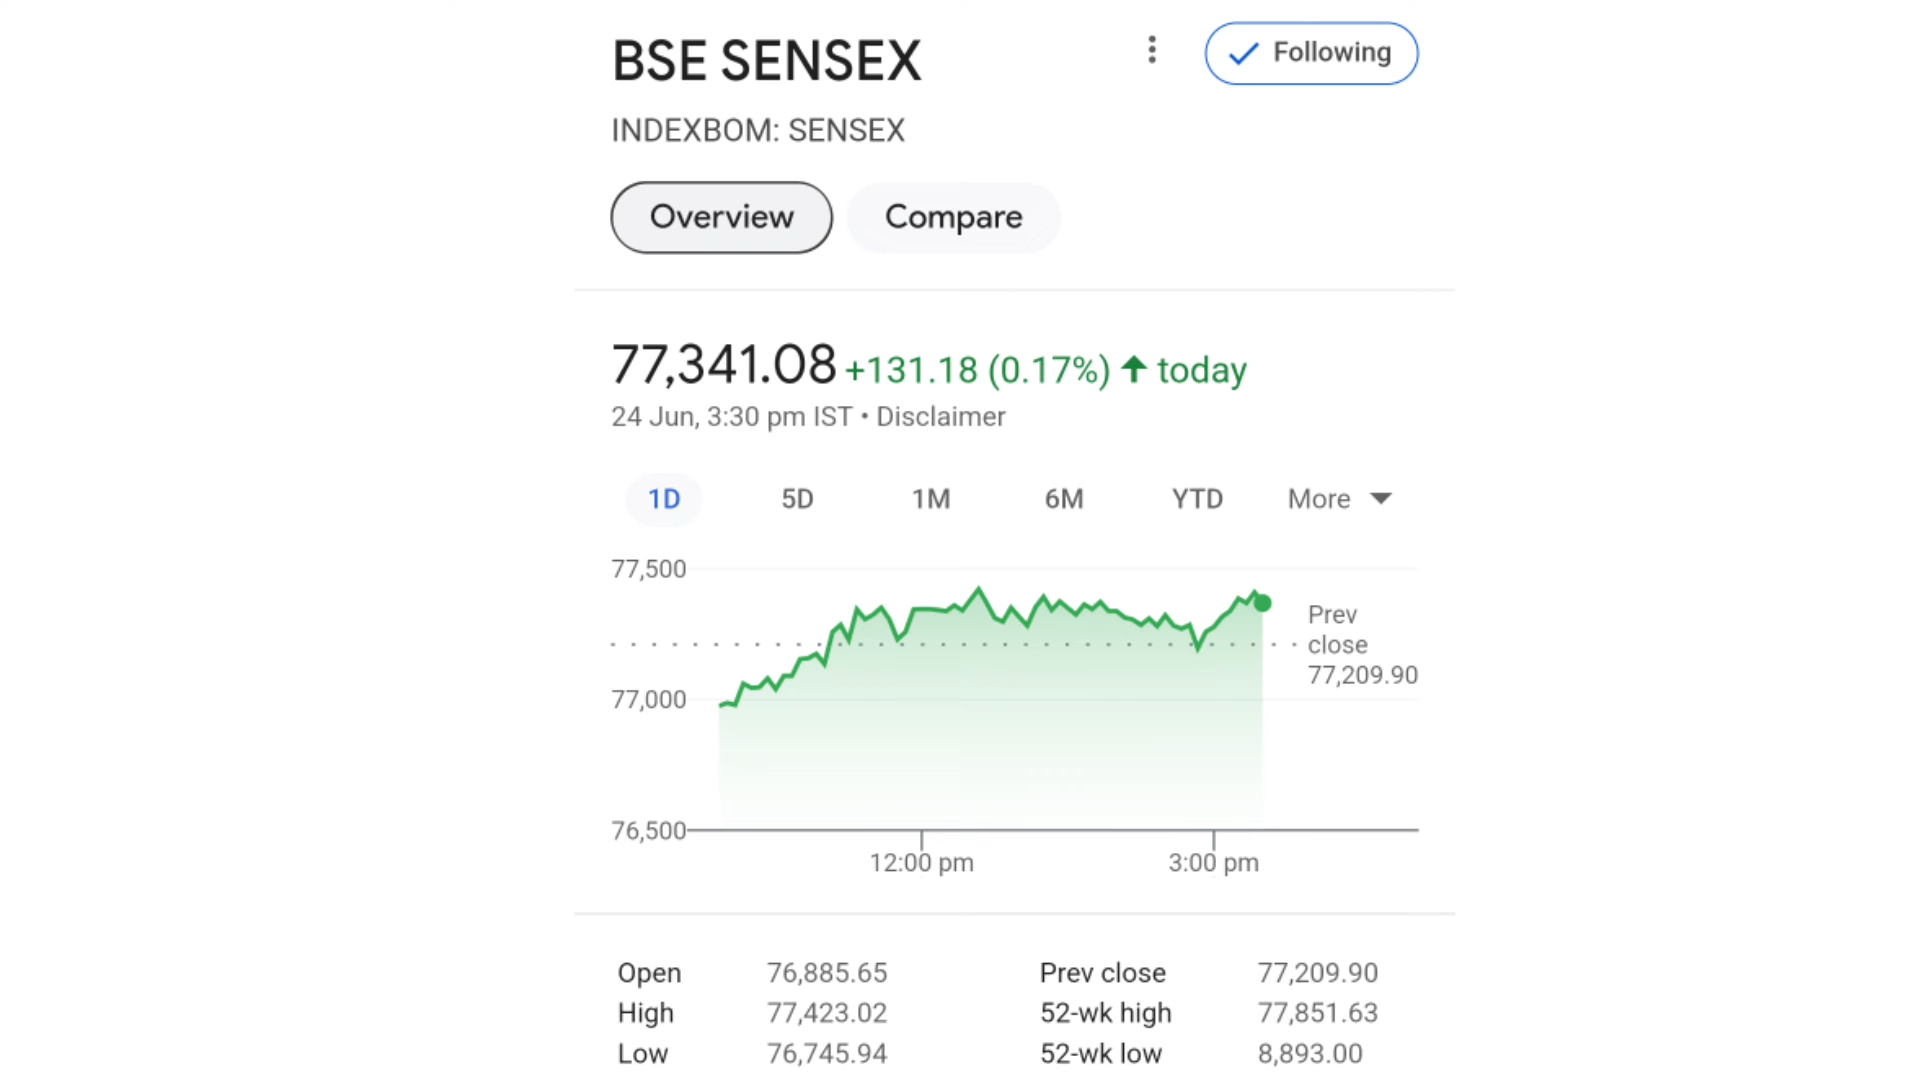 BSE SENSEX
Following
INDEXBOM: SENSEX
Overview Compare
77,341.08 +131.18 (0.17%) ↑ today
24 Jun, 3:30 pm IST • Disclaimer
1D 5D 1M 6M YTD More
77,500
Prev
close
77,209.90
77,000
76,500
12:00 pm 3:00 pm
Open 76,885.65 Prev close 77,209.90
High 77,423.02 52-wk high 77,851.63
Low 76,745.94 52-wk low 8,893.00